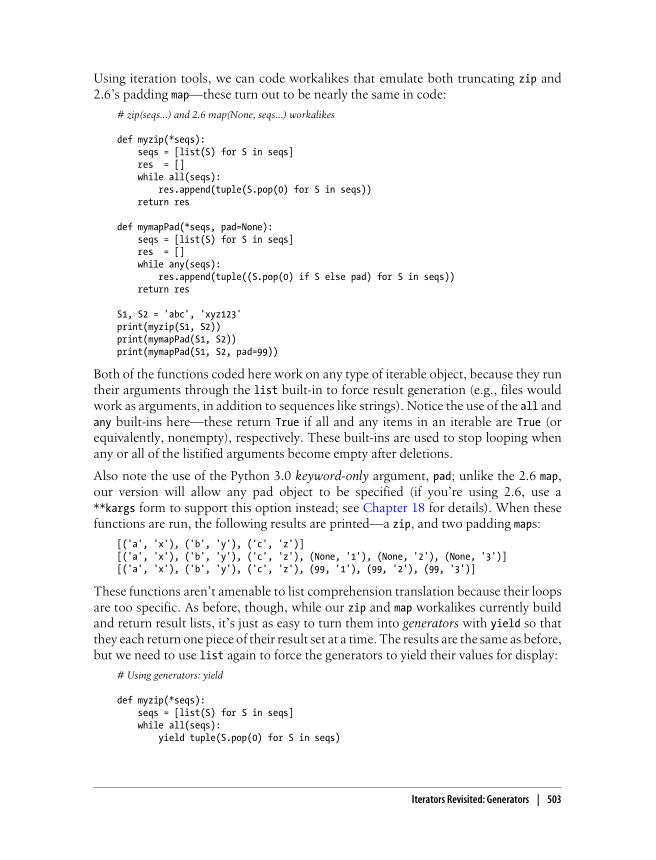 Using iteration tools, we can code workalikes that emulate both truncating zip and
2.6’s padding map—these turn out to be nearly the same in code:
# zip(seqs...) and 2.6 map(None, seqs...) workalikes
def myzip(*seqs):
    seqs = [list(S) for S in seqs]
    res  = []
    while all(seqs):
        res.append(tuple(S.pop(0) for S in seqs))
    return res
def mymapPad(*seqs, pad=None):
    seqs = [list(S) for S in seqs]
    res  = []
    while any(seqs):
        res.append(tuple((S.pop(0) if S else pad) for S in seqs))
    return res
S1, S2 = 'abc', 'xyz123'
print(myzip(S1, S2))
print(mymapPad(S1, S2))
print(mymapPad(S1, S2, pad=99))
Both of the functions coded here work on any type of iterable object, because they run
their arguments through the list built-in to force result generation (e.g., files would
work as arguments, in addition to sequences like strings). Notice the use of the all and
any built-ins here—these return True if all and any items in an iterable are True (or
equivalently, nonempty), respectively. These built-ins are used to stop looping when
any or all of the listified arguments become empty after deletions.
Also note the use of the Python 3.0 keyword-only argument, pad; unlike the 2.6 map,
our version will allow any pad object to be specified (if you’re using 2.6, use a
**kargs form to support this option instead; see Chapter 18 for details). When these
functions are run, the following results are printed—a zip, and two padding maps:
[('a', 'x'), ('b', 'y'), ('c', 'z')]
[('a', 'x'), ('b', 'y'), ('c', 'z'), (None, '1'), (None, '2'), (None, '3')]
[('a', 'x'), ('b', 'y'), ('c', 'z'), (99, '1'), (99, '2'), (99, '3')]
These functions aren’t amenable to list comprehension translation because their loops
are too specific. As before, though, while our zip and map workalikes currently build
and return result lists, it’s just as easy to turn them into generators with yield so that
they each return one piece of their result set at a time. The results are the same as before,
but we need to use list again to force the generators to yield their values for display:
# Using generators: yield
def myzip(*seqs):
    seqs = [list(S) for S in seqs]
    while all(seqs):
        yield tuple(S.pop(0) for S in seqs)
Iterators Revisited: Generators | 503